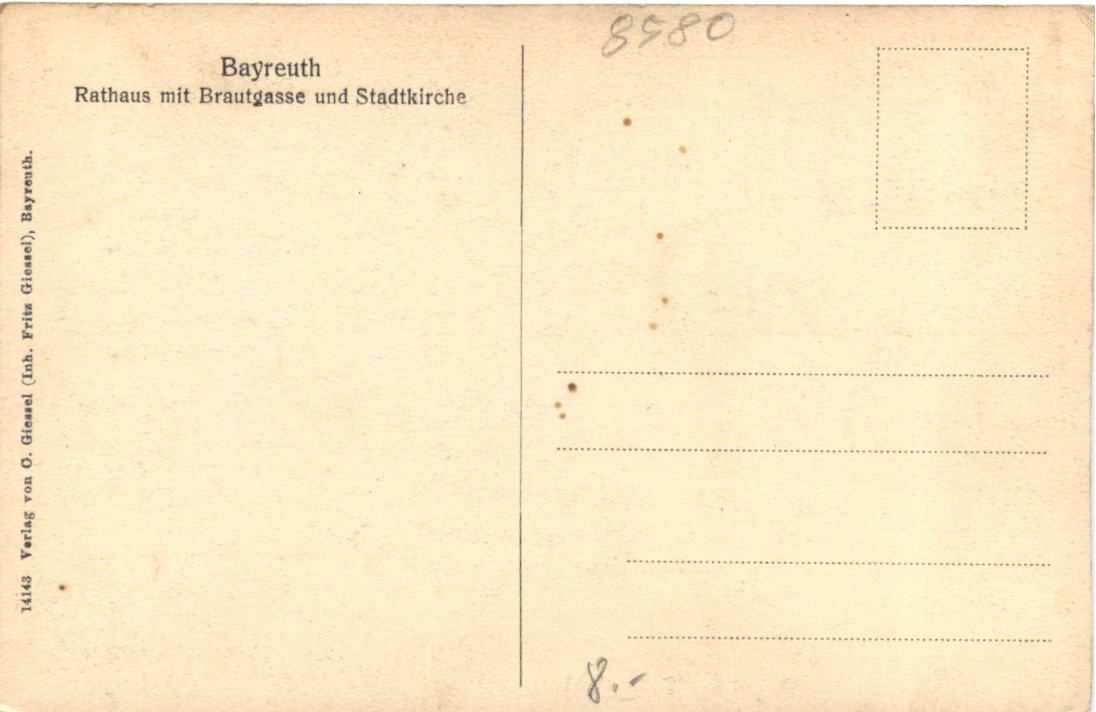 Bayreuth
Rathaus mit Brautgasse und Stadtkirche
14143 Verlag von O. Giessel (Inh. Fritz Giessel), Bayreuth.
8580
8.-